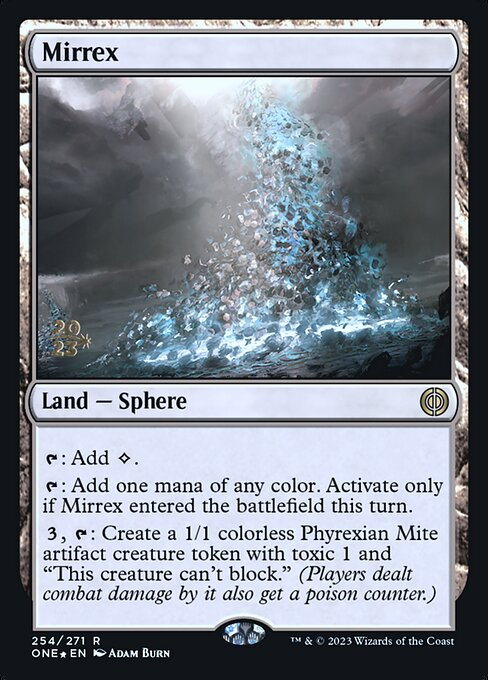 Mirrex
20
23
Land — Sphere
: Add .
: Add one mana of any color. Activate only
if Mirrex entered the battlefield this turn.
3, : Create a 1/1 colorless Phyrexian Mite
artifact creature token with toxic 1 and
“This creature can’t block.” (Players dealt
combat damage by it also get a poison counter.)
254/271 R
ONE★EN Adam Burn
™ & © 2023 Wizards of the Coast